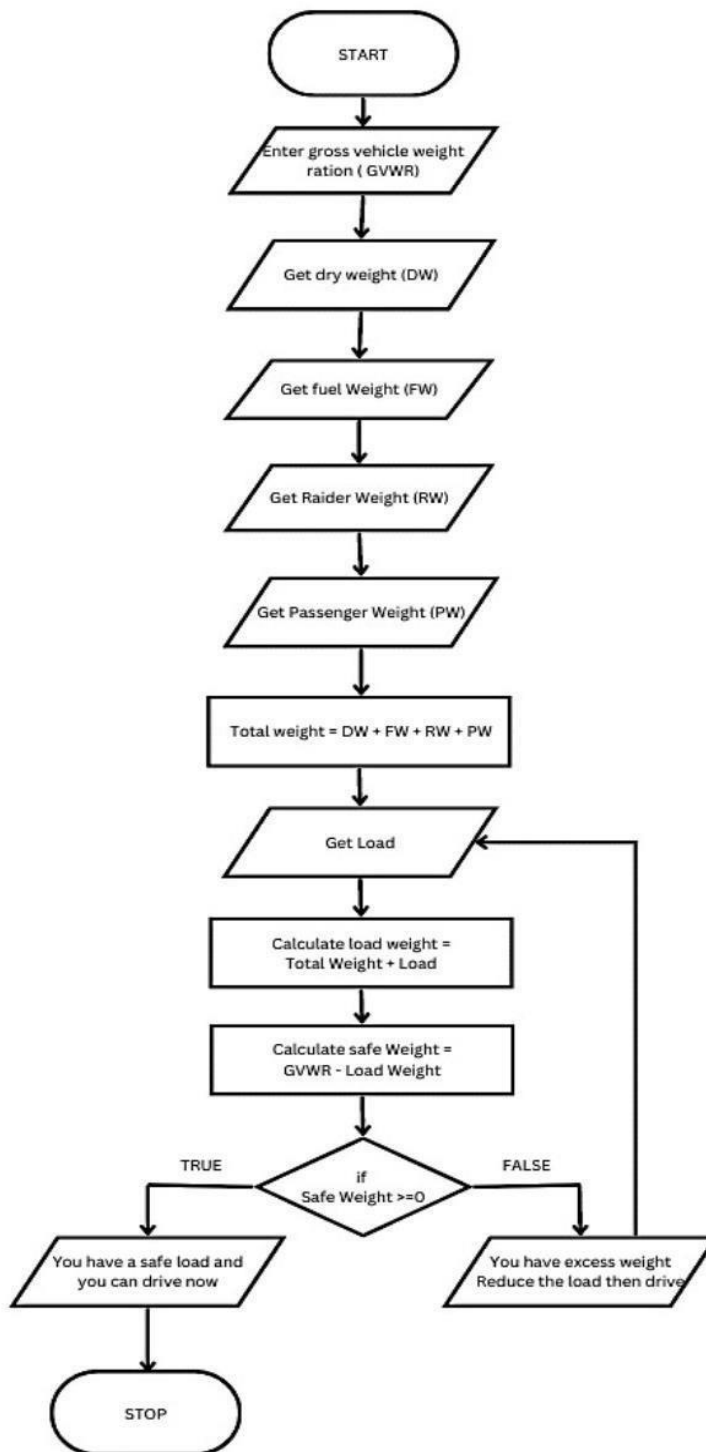 START
Enter gross vehicle weight
ration ( GVWR)
Get dry weight (DW)
Get fuel Weight (FW)
Get Raider Weight (RW)
Get Passenger Weight (PW)
Total weight = DW + FW + RW + PW
Get Load
Calculate load weight =
Total Weight + Load
Calculate safe Weight =
GVWR - Load Weight
if
Safe Weight >=0
TRUE
FALSE
You have a safe load and
you can drive now
You have excess weight
Reduce the load then drive
STOP